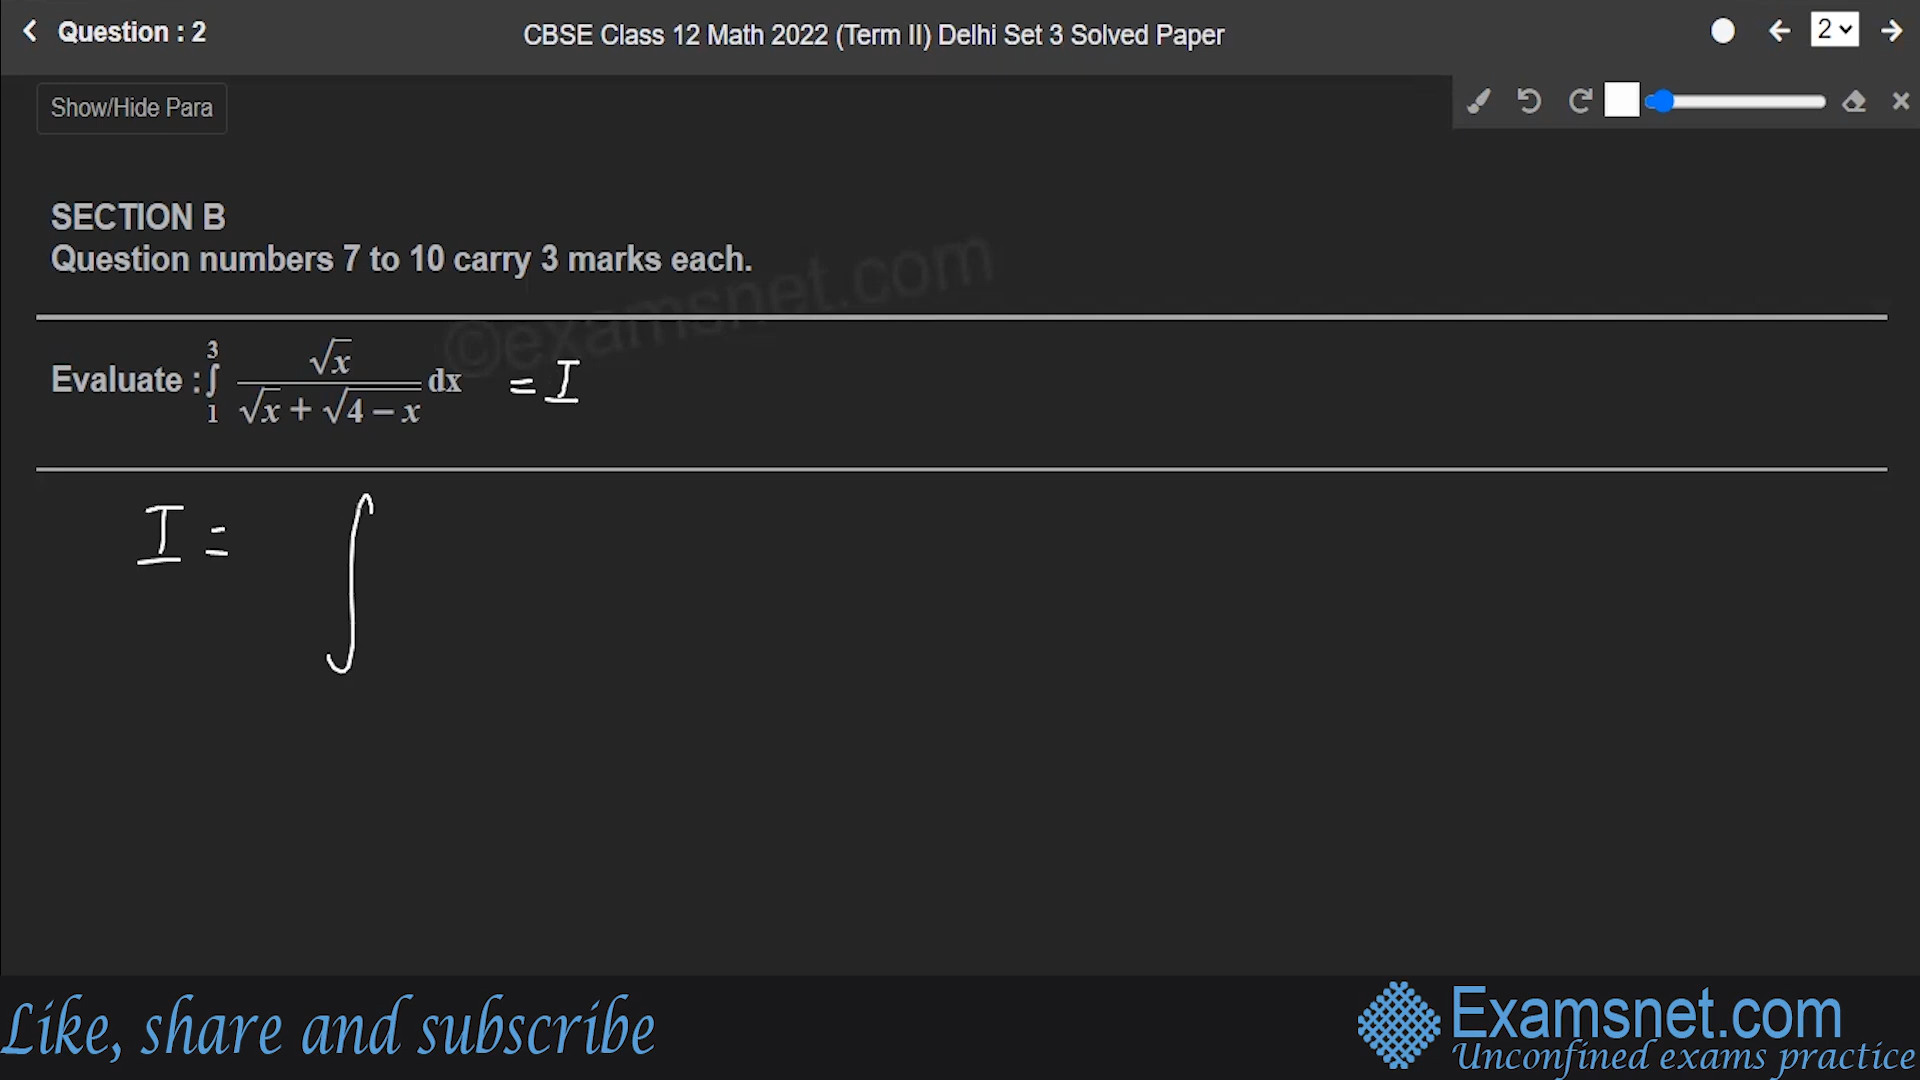 Question : 2
CBSE Class 12 Math 2022 (Term II) Delhi Set 3 Solved Paper
2
Show/Hide Para
SECTION B
Question numbers 7 to 10 carry 3 marks each.
©examsnet.com
Evaluate : ∫₁³ √x / (√x + √(4 − x)) dx = I
I = ∫
Like, share and subscribe
Examsnet.com
Unconfined exams practice